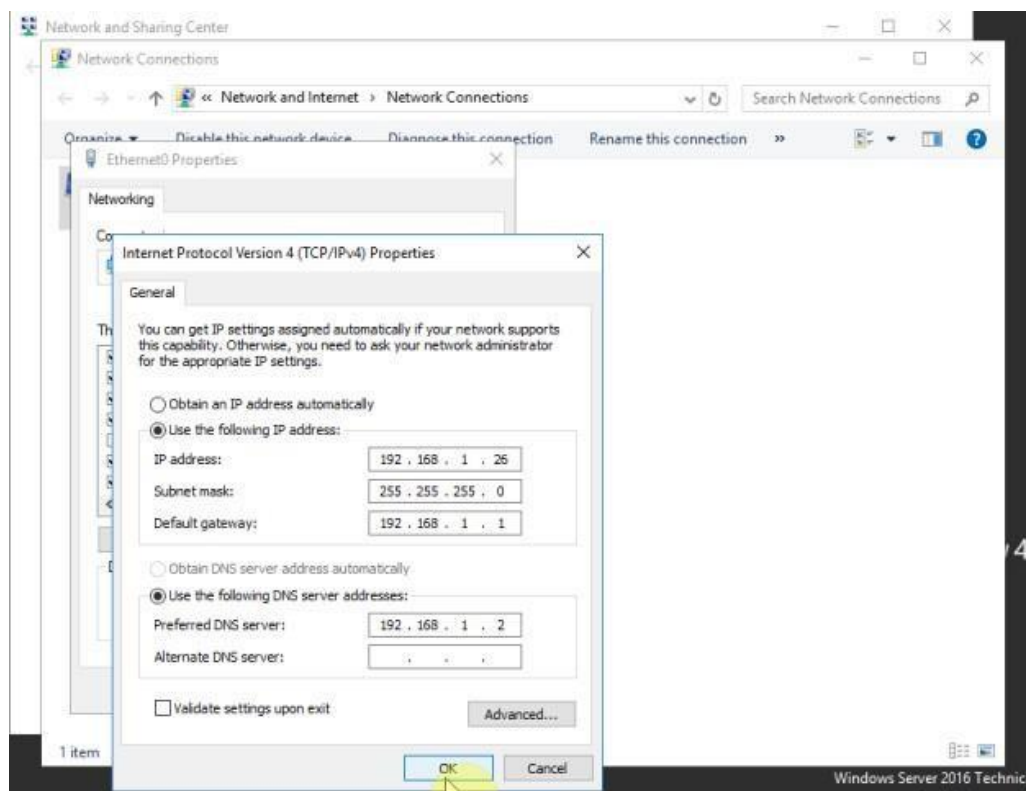 Network and Sharing Center
Network Connections
« Network and Internet › Network Connections
Search Network Connections
Organize Disable this network device Diagnose this connection Rename this connection »
Ethernet0 Properties
Networking
Internet Protocol Version 4 (TCP/IPv4) Properties
General
You can get IP settings assigned automatically if your network supports
this capability. Otherwise, you need to ask your network administrator
for the appropriate IP settings.
Obtain an IP address automatically
Use the following IP address:
IP address: 192 . 168 . 1 . 26
Subnet mask: 255 . 255 . 255 . 0
Default gateway: 192 . 168 . 1 . 1
Obtain DNS server address automatically
Use the following DNS server addresses:
Preferred DNS server: 192 . 168 . 1 . 2
Alternate DNS server: . . .
Validate settings upon exit
Advanced...
OK Cancel
1 item
Windows Server 2016 Technic